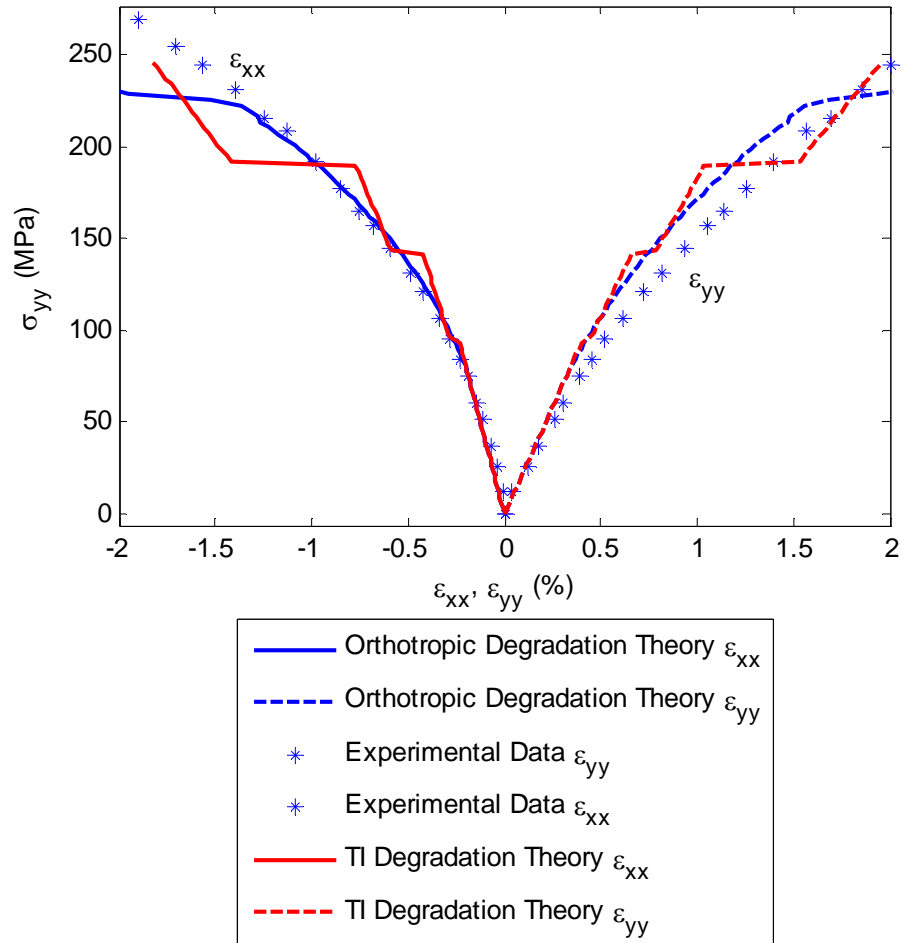 250
200
150
100
50
0
σyy (MPa)
εxx
εyy
-2 -1.5 -1 -0.5 0 0.5 1 1.5 2
εxx, εyy (%)
Orthotropic Degradation Theory εxx
Orthotropic Degradation Theory εyy
Experimental Data εyy
Experimental Data εxx
TI Degradation Theory εxx
TI Degradation Theory εyy